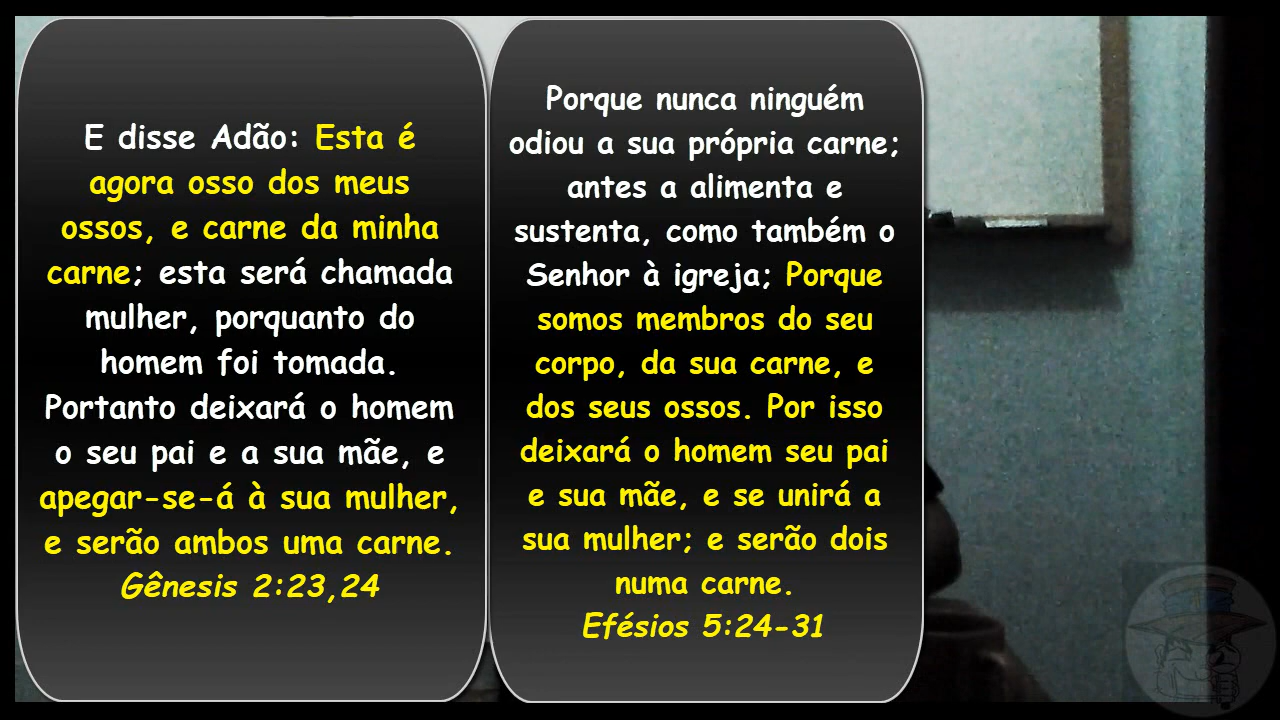 E disse Adão: Esta é
agora osso dos meus
ossos, e carne da minha
carne; esta será chamada
mulher, porquanto do
homem foi tomada.
Portanto deixará o homem
o seu pai e a sua mãe, e
apegar-se-á à sua mulher,
e serão ambos uma carne.
Gênesis 2:23,24
Porque nunca ninguém
odiou a sua própria carne;
antes a alimenta e
sustenta, como também o
Senhor à igreja; Porque
somos membros do seu
corpo, da sua carne, e
dos seus ossos. Por isso
deixará o homem seu pai
e sua mãe, e se unirá a
sua mulher; e serão dois
numa carne.
Efésios 5:24-31